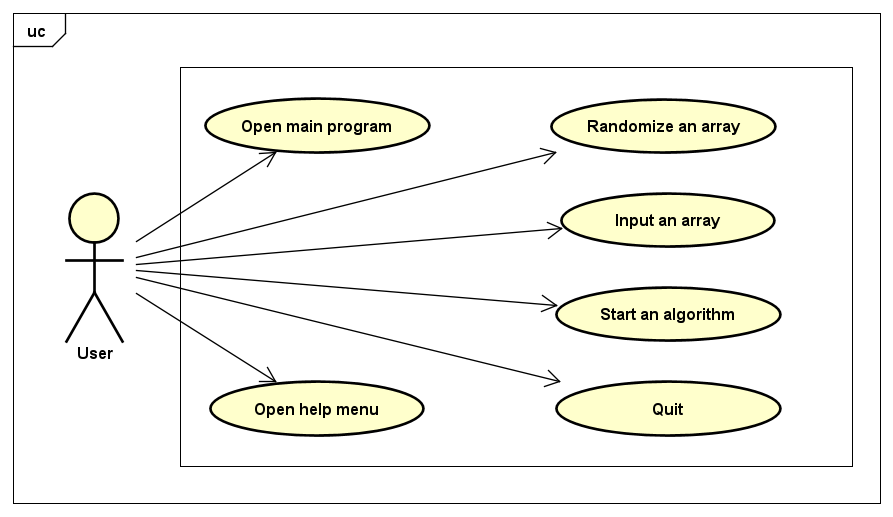 uc
Open main program
Randomize an array
Input an array
Start an algorithm
User
Open help menu
Quit